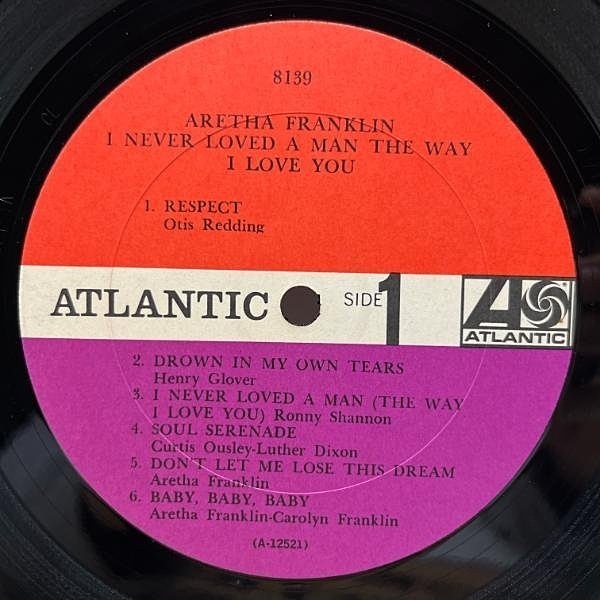 8139
ARETHA FRANKLIN
I NEVER LOVED A MAN THE WAY
I LOVE YOU
1. RESPECT
Otis Redding
ATLANTIC SIDE 1 A ATLANTIC
2. DROWN IN MY OWN TEARS
Henry Glover
3. I NEVER LOVED A MAN (THE WAY
I LOVE YOU) Ronny Shannon
4. SOUL SERENADE
Curtis Ousley-Luther Dixon
5. DON'T LET ME LOSE THIS DREAM
Aretha Franklin
6. BABY, BABY, BABY
Aretha Franklin-Carolyn Franklin
(A-12521)